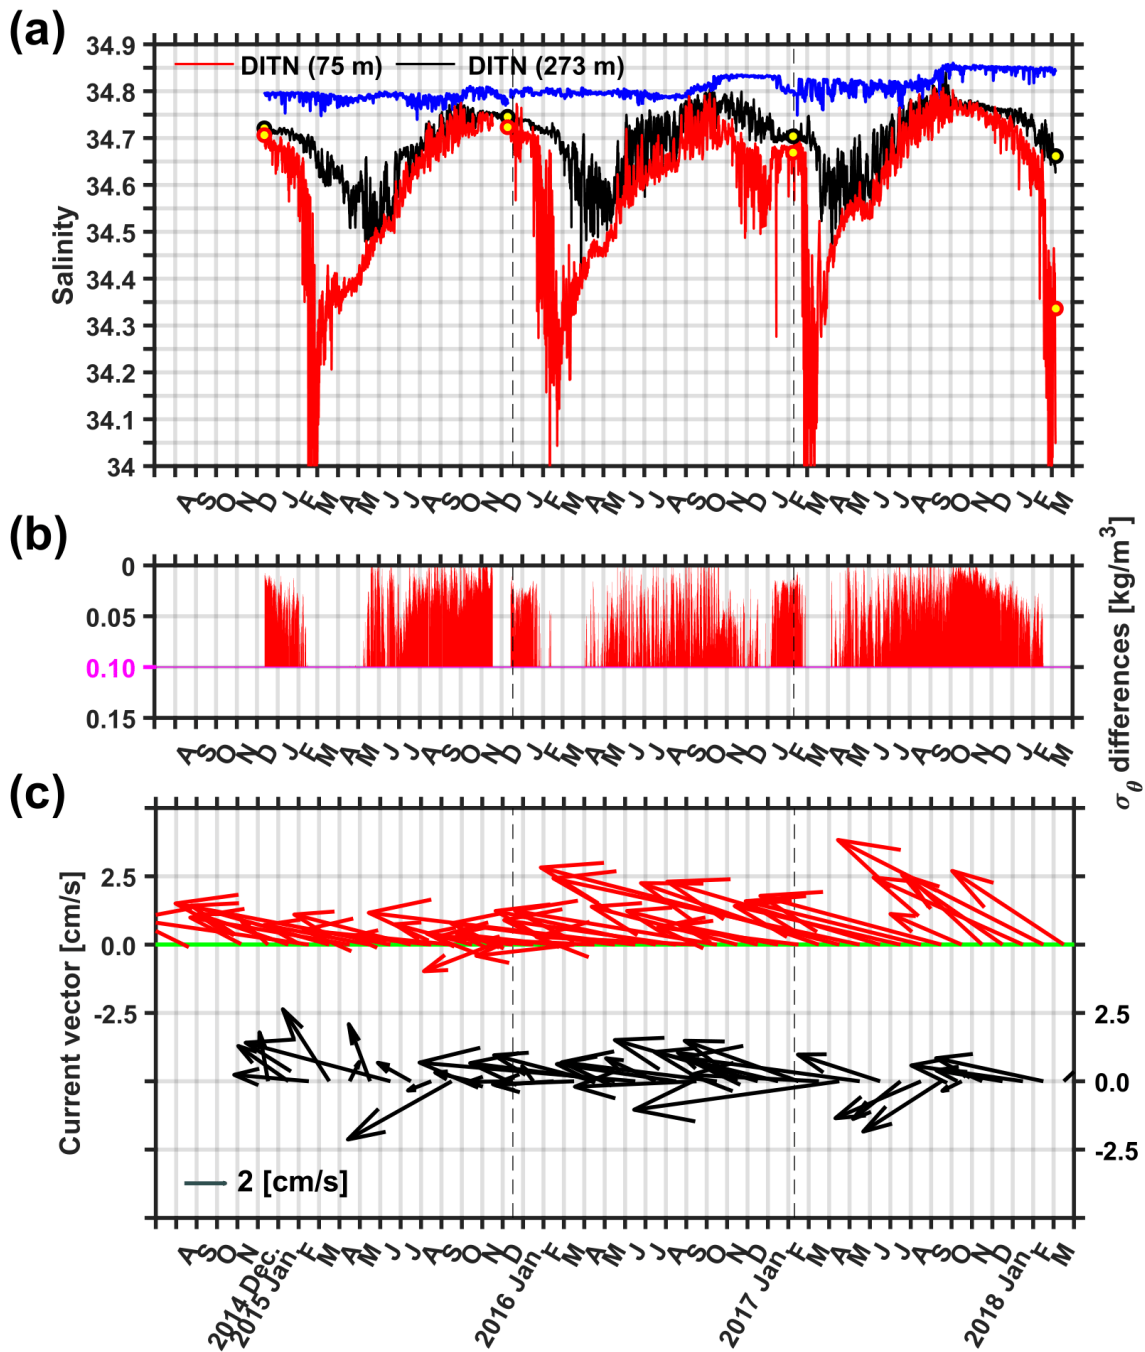 (a)
34.9
DITN (75 m) DITN (273 m)
34.8
34.7
34.6
34.5
34.4
34.3
34.2
34.1
34
Salinity
A S O N D J F M A M J J A S O N D J F M A M J J A S O N D J F M A M J J A S O N D J F M
(b)
0
0.05
0.10
0.15
σθ differences [kg/m³]
A S O N D J F M A M J J A S O N D J F M A M J J A S O N D J F M A M J J A S O N D J F M
(c)
2.5
0.0
-2.5
2.5
0.0
-2.5
Current vector [cm/s]
2 [cm/s]
A S O N 2014 Dec. 2015 Jan. F M A M J J A S O N D 2016 Jan F M A M J J A S O N D 2017 Jan F M A M J J A S O N D 2018 Jan F M